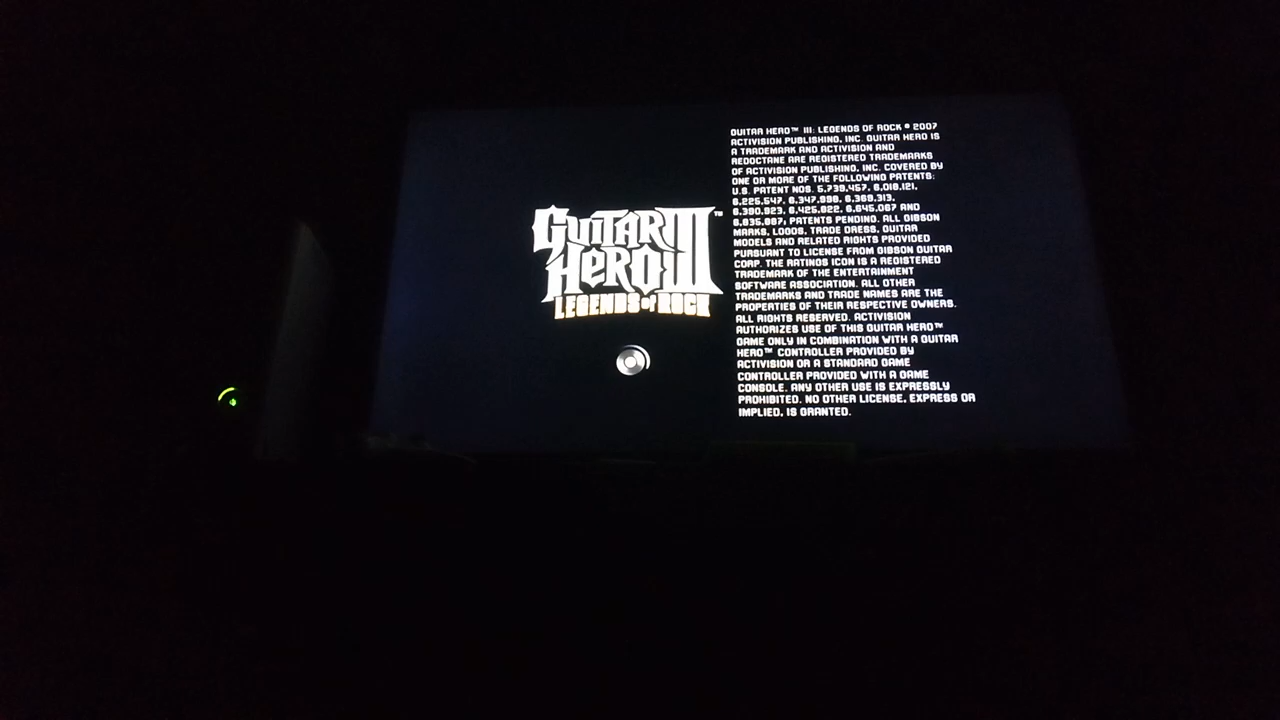 GUITAR
HERO III™
LEGENDS of ROCK
GUITAR HERO™ III: LEGENDS OF ROCK © 2007
ACTIVISION PUBLISHING, INC. GUITAR HERO IS
A TRADEMARK AND ACTIVISION AND
REDOCTANE ARE REGISTERED TRADEMARKS
OF ACTIVISION PUBLISHING, INC. COVERED BY
ONE OR MORE OF THE FOLLOWING PATENTS:
U.S. PATENT NOS. 5,739,457, 6,018,121,
6,225,547, 6,347,998, 6,369,313,
6,390,923, 6,425,822, 6,645,067 AND
6,835,887; PATENTS PENDING. ALL GIBSON
MARKS, LOGOS, TRADE DRESS, GUITAR
MODELS AND RELATED RIGHTS PROVIDED
PURSUANT TO LICENSE FROM GIBSON GUITAR
CORP. THE RATINGS ICON IS A REGISTERED
TRADEMARK OF THE ENTERTAINMENT
SOFTWARE ASSOCIATION. ALL OTHER
TRADEMARKS AND TRADE NAMES ARE THE
PROPERTIES OF THEIR RESPECTIVE OWNERS.
ALL RIGHTS RESERVED. ACTIVISION
AUTHORIZES USE OF THIS GUITAR HERO™
GAME ONLY IN COMBINATION WITH A GUITAR
HERO™ CONTROLLER PROVIDED BY
ACTIVISION OR A STANDARD GAME
CONTROLLER PROVIDED WITH A GAME
CONSOLE. ANY OTHER USE IS EXPRESSLY
PROHIBITED. NO OTHER LICENSE, EXPRESS OR
IMPLIED, IS GRANTED.